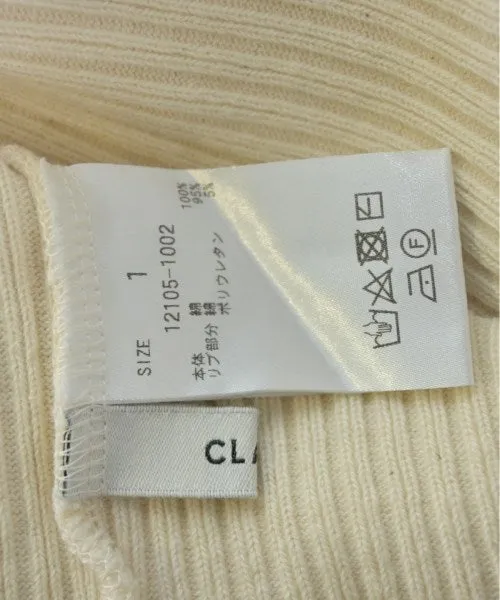 SIZE 1
12105-1002
本体 綿 100%
リブ部分 綿 95%
ポリウレタン 5%
F
CLA